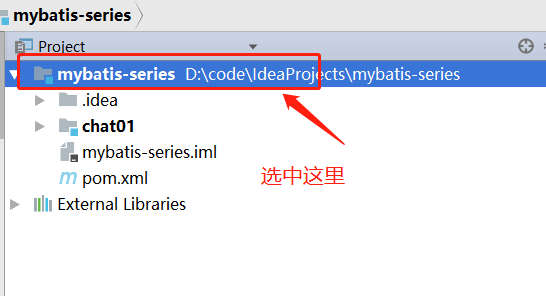 mybatis-series
Project
mybatis-series D:\code\IdeaProjects\mybatis-series
.idea
chat01
mybatis-series.iml
选中这里
pom.xml
External Libraries